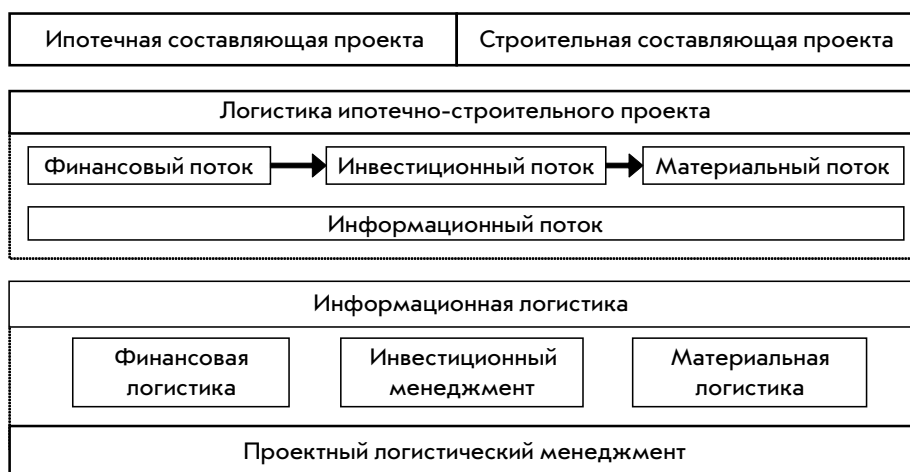 Ипотечная составляющая проекта
Строительная составляющая проекта
Логистика ипотечно-строительного проекта
Финансовый поток
Инвестиционный поток
Материальный поток
Информационный поток
Информационная логистика
Финансовая
логистика
Инвестиционный
менеджмент
Материальная
логистика
Проектный логистический менеджмент